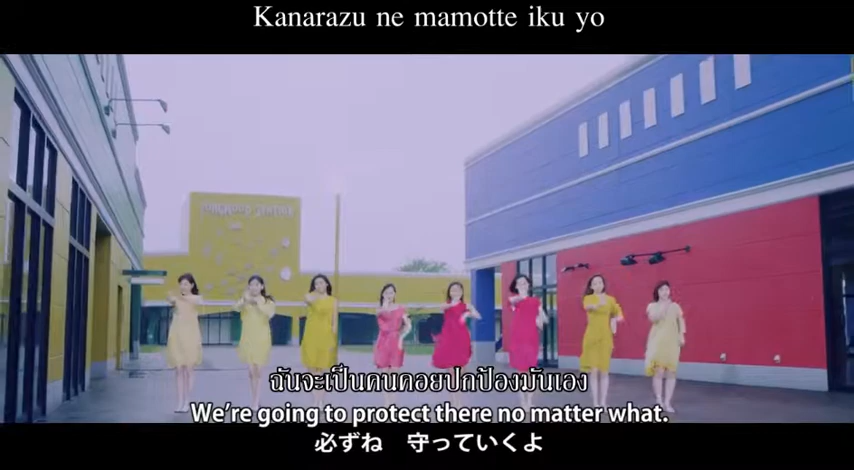 Kanarazu ne mamotte iku yo
LONGWOOD STATION
ฉันจะเป็นคนคอยปกป้องมันเอง
We're going to protect there no matter what.
必ずね　守っていくよ